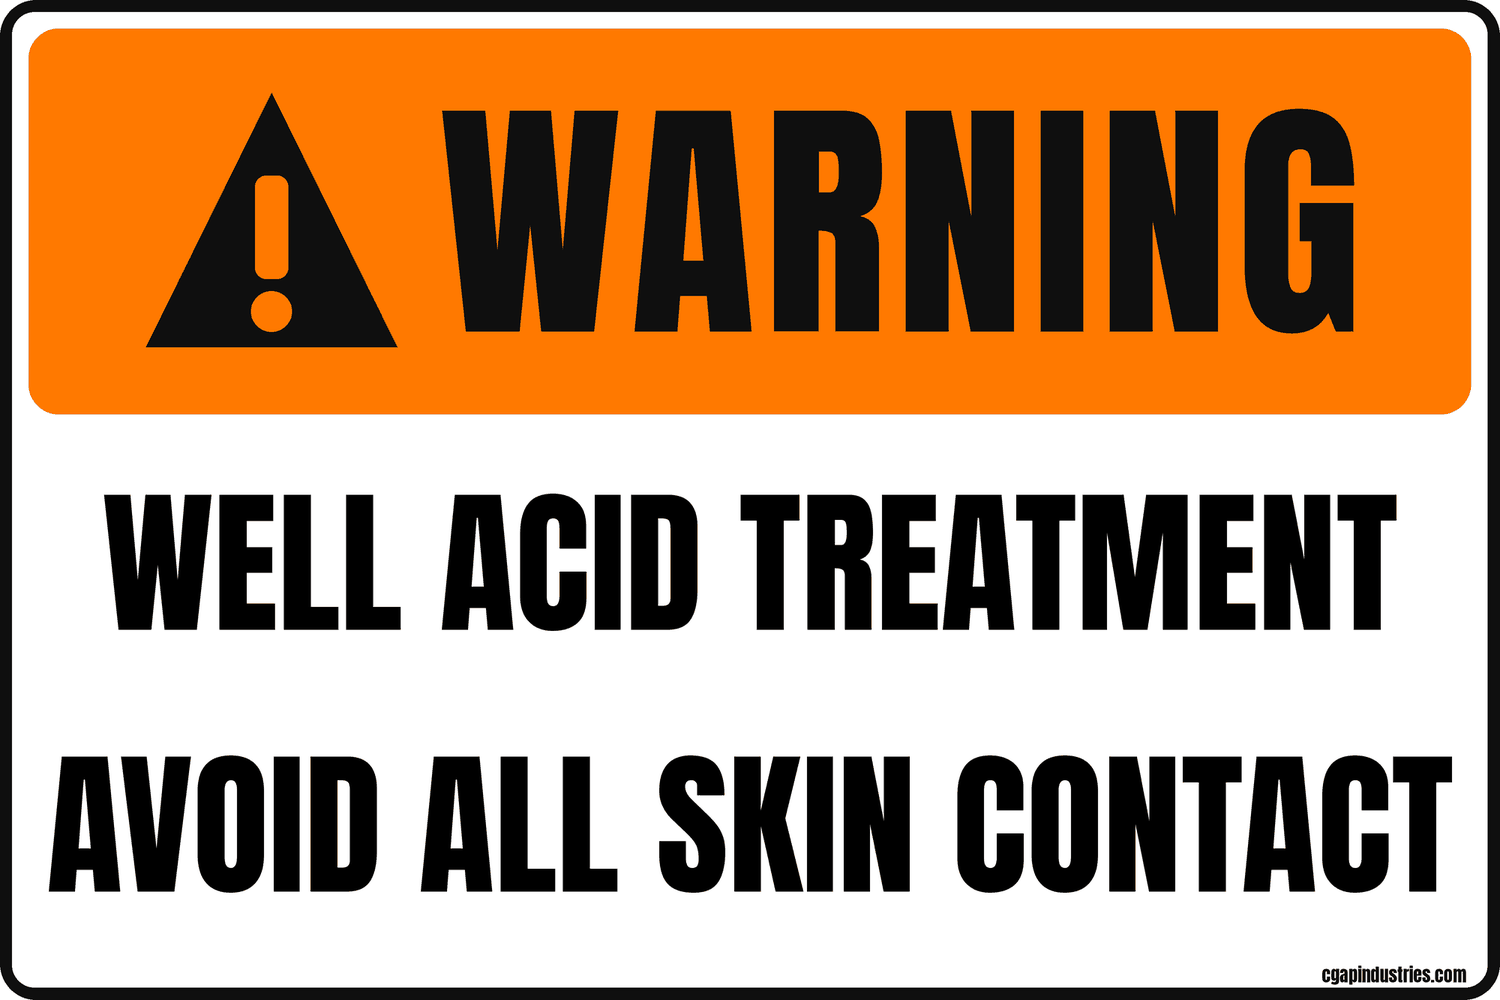 WARNING
WELL ACID TREATMENT
AVOID ALL SKIN CONTACT
cgapindustries.com